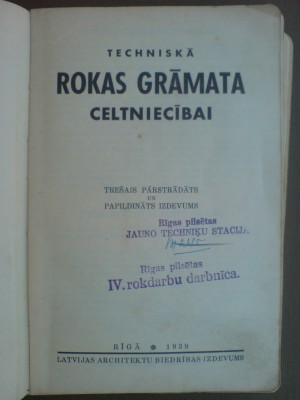 TECHNISKĀ
ROKAS GRĀMATA
CELTNIECĪBAI
TREŠAIS PĀRSTRĀDĀTS
UN
PAPILDINĀTS IZDEVUMS
Rīgas pilsētas
JAUNO TECHNIĶU STACIJ
Rīgas pilsētas
IV. rokdarbu darbnīca.
RĪGĀ 1939
LATVIJAS ARCHITEKTU BIEDRĪBAS IZDEVUMS